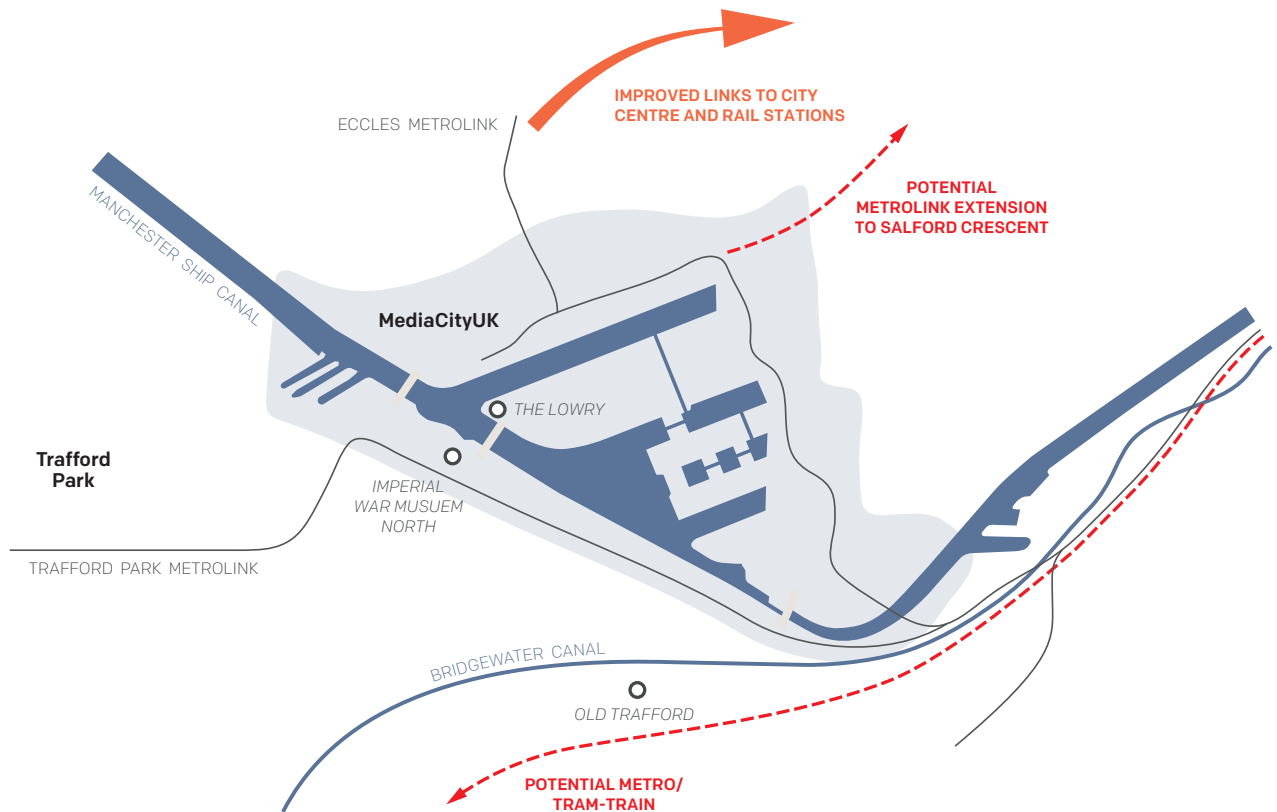 IMPROVED LINKS TO CITY
CENTRE AND RAIL STATIONS
ECCLES METROLINK
POTENTIAL
METROLINK EXTENSION
TO SALFORD CRESCENT
MANCHESTER SHIP CANAL
MediaCityUK
THE LOWRY
Trafford
Park
IMPERIAL
WAR MUSUEM
NORTH
TRAFFORD PARK METROLINK
BRIDGEWATER CANAL
OLD TRAFFORD
POTENTIAL METRO/
TRAM-TRAIN